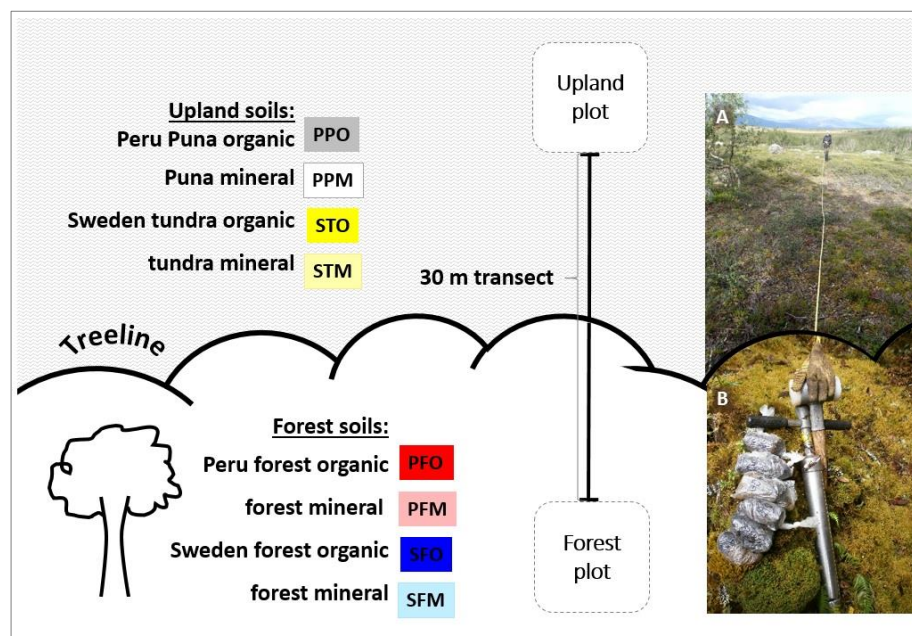 Upland soils:
Peru Puna organic PPO
Puna mineral PPM
Sweden tundra organic STO
tundra mineral STM
Upland
plot
30 m transect
Treeline
Forest soils:
Peru forest organic PFO
forest mineral PFM
Sweden forest organic SFO
forest mineral SFM
Forest
plot
A
B